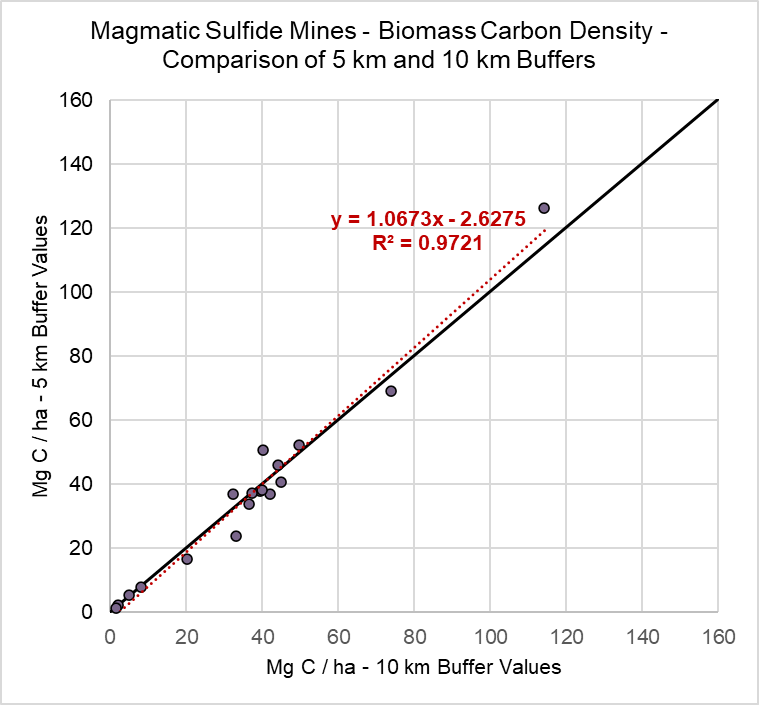 Magmatic Sulfide Mines - Biomass Carbon Density -
Comparison of 5 km and 10 km Buffers
160
140
120
100
80
60
40
20
0
Mg C / ha - 5 km Buffer Values
y = 1.0673x - 2.6275
R² = 0.9721
0 20 40 60 80 100 120 140 160
Mg C / ha - 10 km Buffer Values